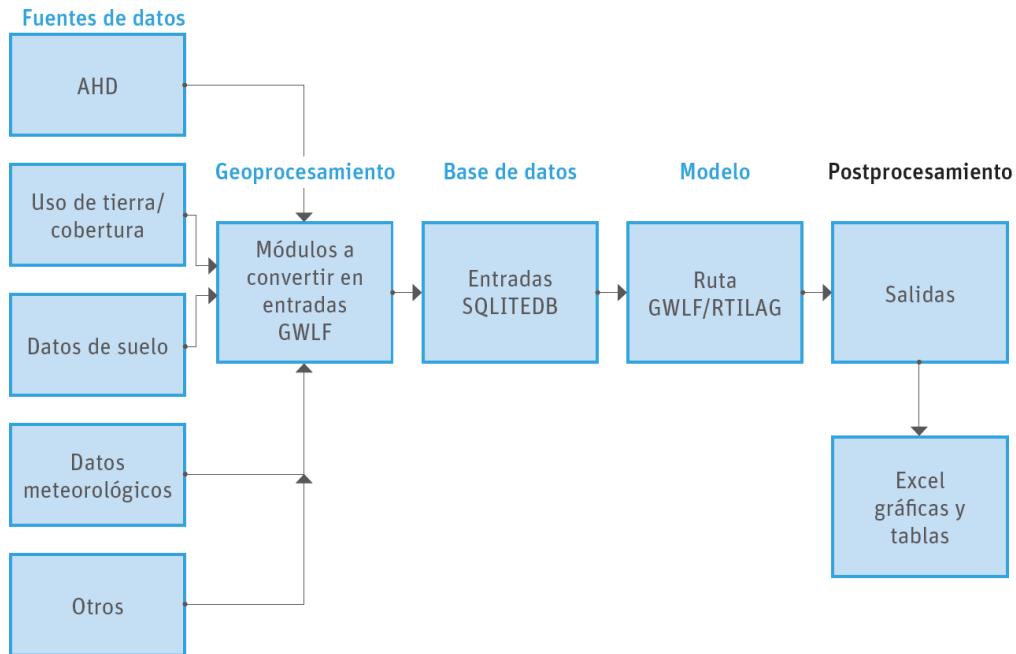 Fuentes de datos
AHD
Uso de tierra/
cobertura
Datos de suelo
Datos
meteorológicos
Otros
Geoprocesamiento
Módulos a
convertir en
entradas
GWLF
Base de datos
Entradas
SQLITEDB
Modelo
Ruta
GWLF/RTILAG
Postprocesamiento
Salidas
Excel
gráficas y
tablas